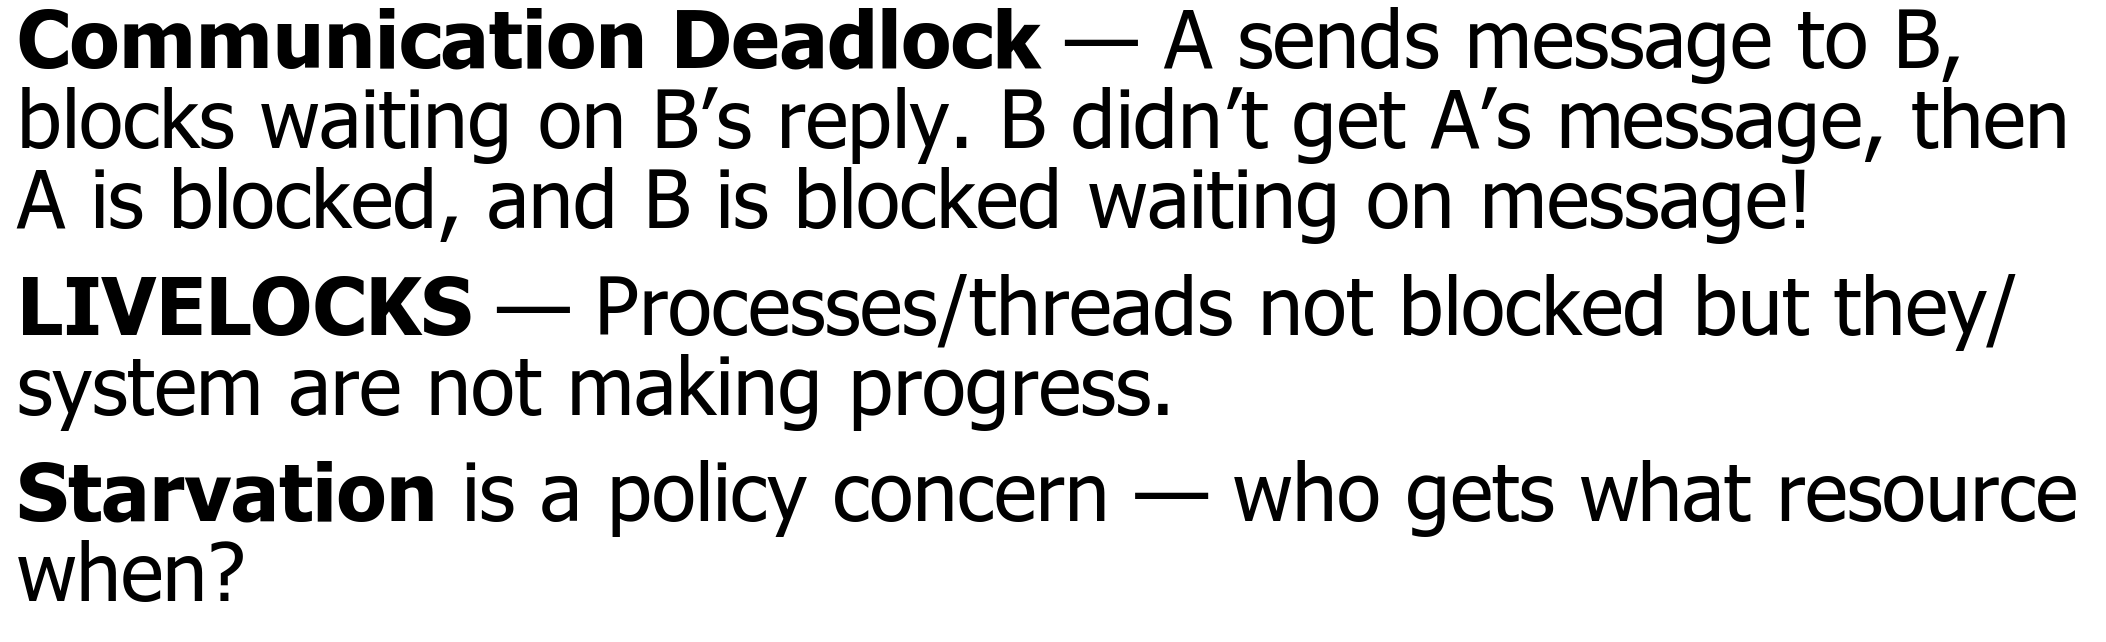 Communication Deadlock — A sends message to B,
blocks waiting on B’s reply. B didn’t get A’s message, then
A is blocked, and B is blocked waiting on message!
LIVELOCKS — Processes/threads not blocked but they/
system are not making progress.
Starvation is a policy concern — who gets what resource
when?